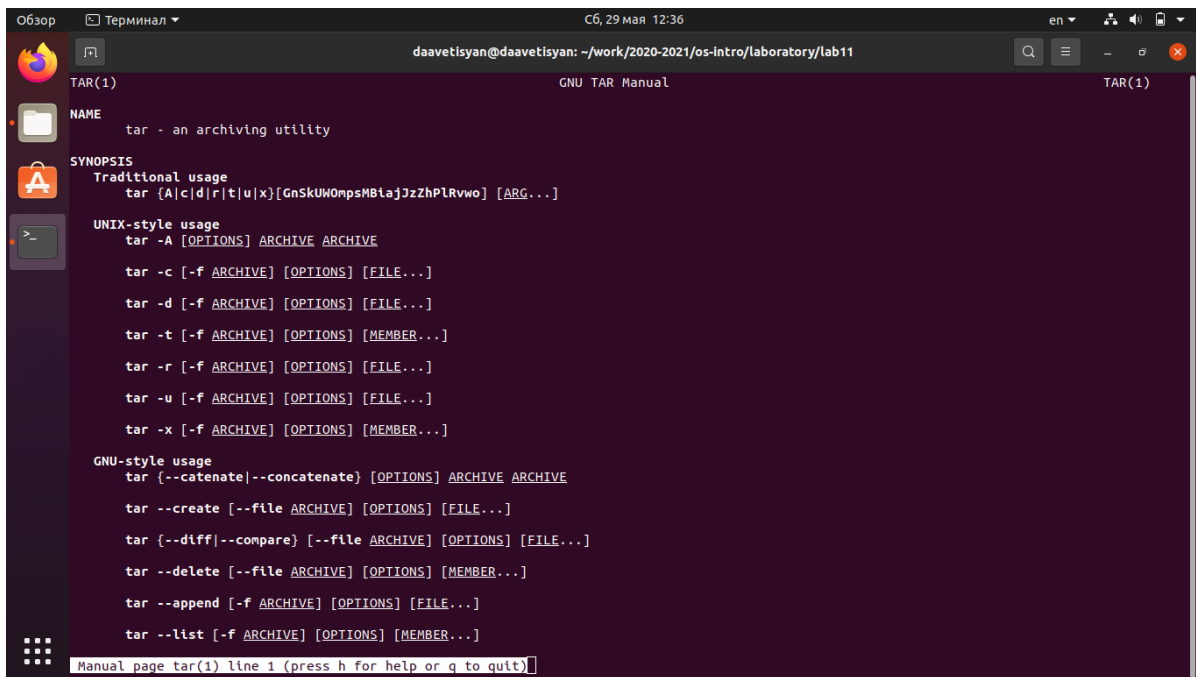 Обзор Терминал Сб, 29 мая 12:36 en
daavetisyan@daavetisyan: ~/work/2020-2021/os-intro/laboratory/lab11
TAR(1) GNU TAR Manual TAR(1)
NAME
tar - an archiving utility
SYNOPSIS
Traditional usage
tar {A|c|d|r|t|u|x}[GnSkUWOmpsMBiajJzZhPlRvwo] [ARG...]
UNIX-style usage
tar -A [OPTIONS] ARCHIVE ARCHIVE
tar -c [-f ARCHIVE] [OPTIONS] [FILE...]
tar -d [-f ARCHIVE] [OPTIONS] [FILE...]
tar -t [-f ARCHIVE] [OPTIONS] [MEMBER...]
tar -r [-f ARCHIVE] [OPTIONS] [FILE...]
tar -u [-f ARCHIVE] [OPTIONS] [FILE...]
tar -x [-f ARCHIVE] [OPTIONS] [MEMBER...]
GNU-style usage
tar {--catenate|--concatenate} [OPTIONS] ARCHIVE ARCHIVE
tar --create [--file ARCHIVE] [OPTIONS] [FILE...]
tar {--diff|--compare} [--file ARCHIVE] [OPTIONS] [FILE...]
tar --delete [--file ARCHIVE] [OPTIONS] [MEMBER...]
tar --append [-f ARCHIVE] [OPTIONS] [FILE...]
tar --list [-f ARCHIVE] [OPTIONS] [MEMBER...]
Manual page tar(1) line 1 (press h for help or q to quit)